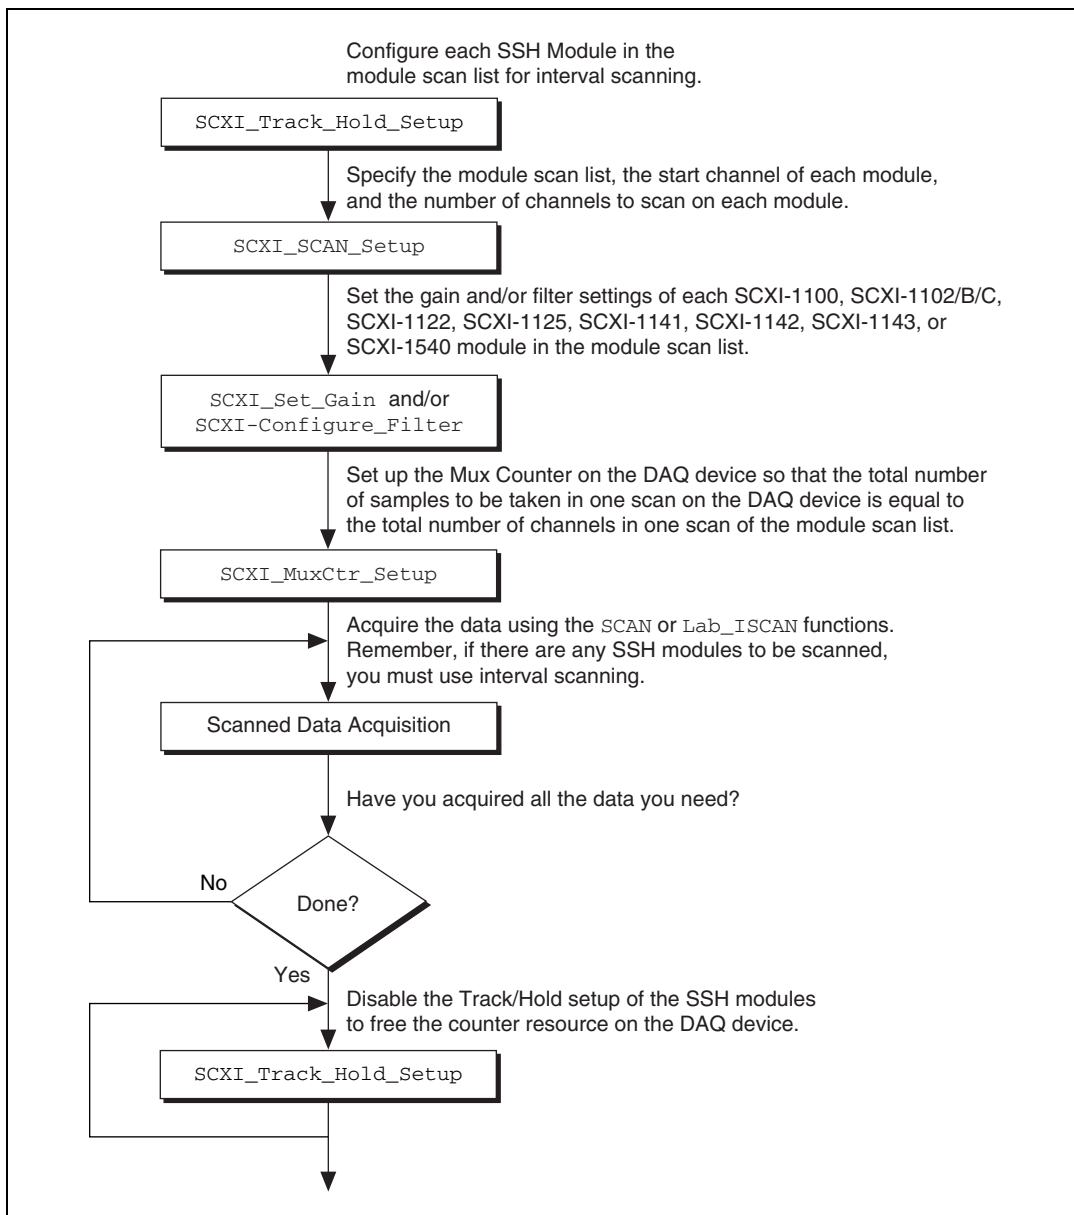 Configure each SSH Module in the
module scan list for interval scanning.
SCXI_Track_Hold_Setup
Specify the module scan list, the start channel of each module,
and the number of channels to scan on each module.
SCXI_SCAN_Setup
Set the gain and/or filter settings of each SCXI-1100, SCXI-1102/B/C,
SCXI-1122, SCXI-1125, SCXI-1141, SCXI-1142, SCXI-1143, or
SCXI-1540 module in the module scan list.
SCXI_Set_Gain and/or
SCXI-Configure_Filter
Set up the Mux Counter on the DAQ device so that the total number
of samples to be taken in one scan on the DAQ device is equal to
the total number of channels in one scan of the module scan list.
SCXI_MuxCtr_Setup
Acquire the data using the SCAN or Lab_ISCAN functions.
Remember, if there are any SSH modules to be scanned,
you must use interval scanning.
Scanned Data Acquisition
Have you acquired all the data you need?
No
Done?
Yes
Disable the Track/Hold setup of the SSH modules
to free the counter resource on the DAQ device.
SCXI_Track_Hold_Setup